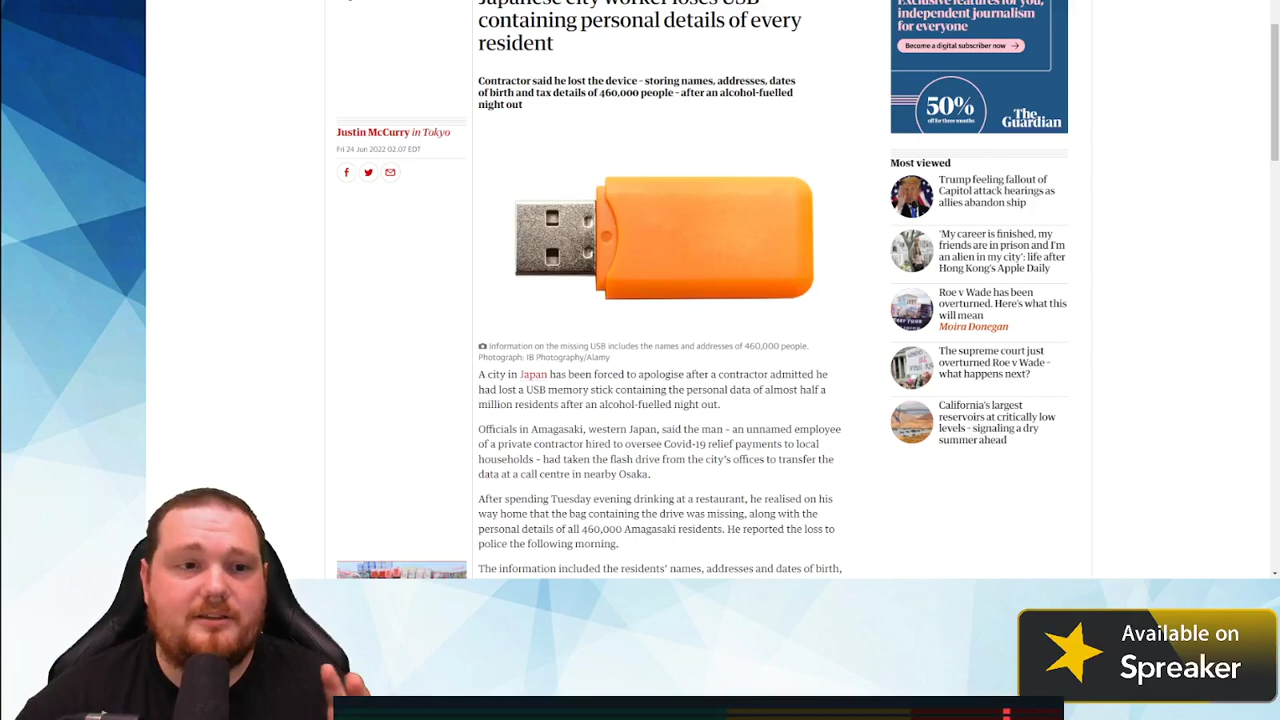 Japanese city worker loses USB
containing personal details of every
resident
Contractor said he lost the device – storing names, addresses, dates
of birth and tax details of 460,000 people – after an alcohol-fuelled
night out
Justin McCurry in Tokyo
Fri 24 Jun 2022 02.07 EDT
Information on the missing USB includes the names and addresses of 460,000 people.
Photograph: IB Photography/Alamy
A city in Japan has been forced to apologise after a contractor admitted he
had lost a USB memory stick containing the personal data of almost half a
million residents after an alcohol-fuelled night out.
Officials in Amagasaki, western Japan, said the man – an unnamed employee
of a private contractor hired to oversee Covid-19 relief payments to local
households – had taken the flash drive from the city's offices to transfer the
data at a call centre in nearby Osaka.
After spending Tuesday evening drinking at a restaurant, he realised on his
way home that the bag containing the drive was missing, along with the
personal details of all 460,000 Amagasaki residents. He reported the loss to
police the following morning.
The information included the residents' names, addresses and dates of birth,
Exclusive features for you,
independent journalism
for everyone
Become a digital subscriber now →
50%
off for three months
The
Guardian
Most viewed
Trump feeling fallout of
Capitol attack hearings as
allies abandon ship
'My career is finished, my
friends are in prison and I'm
an alien in my city': life after
Hong Kong's Apple Daily
Roe v Wade has been
overturned. Here's what this
will mean
Moira Donegan
The supreme court just
overturned Roe v Wade –
what happens next?
California's largest
reservoirs at critically low
levels – signaling a dry
summer ahead
Available on
Spreaker